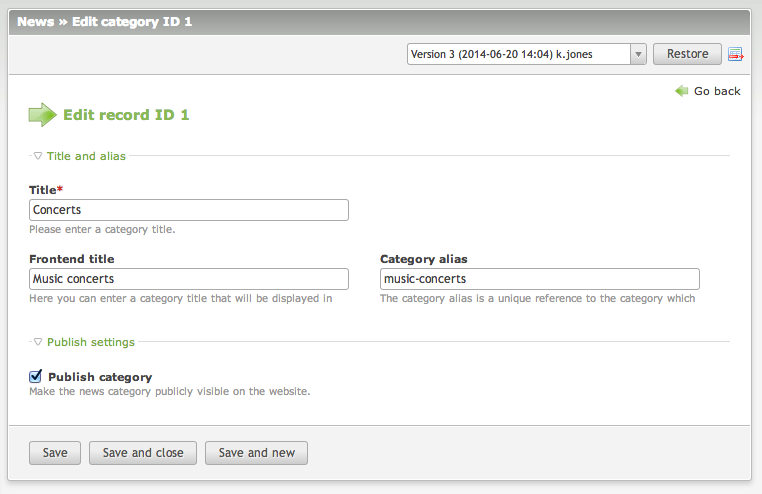 News » Edit category ID 1
Version 3 (2014-06-20 14:04) k.jones
Restore
Go back
Edit record ID 1
Title and alias
Title*
Concerts
Please enter a category title.
Frontend title Category alias
Music concerts music-concerts
Here you can enter a category title that will be displayed in The category alias is a unique reference to the category which
Publish settings
Publish category
Make the news category publicly visible on the website.
Save Save and close Save and new